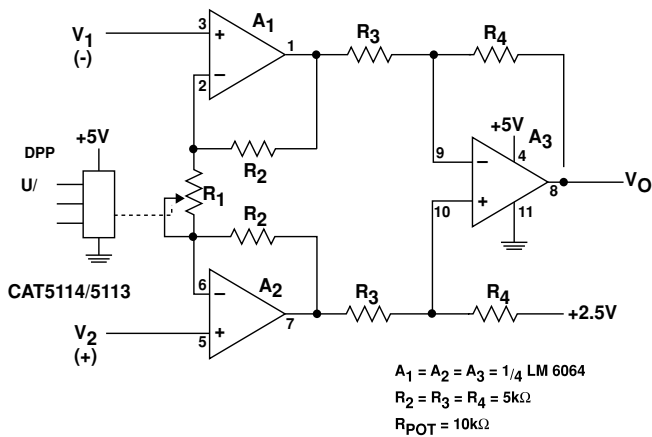 A1
V1
(-)
3
+
1
−
2
R3
R4
+5V
A3
DPP
+5V
R2
U/
R1
9
−
4
8
VO
10
+
11
R2
CAT5114/5113
6
−
A2
7
V2
(+)
5
+
R3
R4
+2.5V
A1 = A2 = A3 = 1/4 LM 6064
R2 = R3 = R4 = 5kΩ
RPOT = 10kΩ